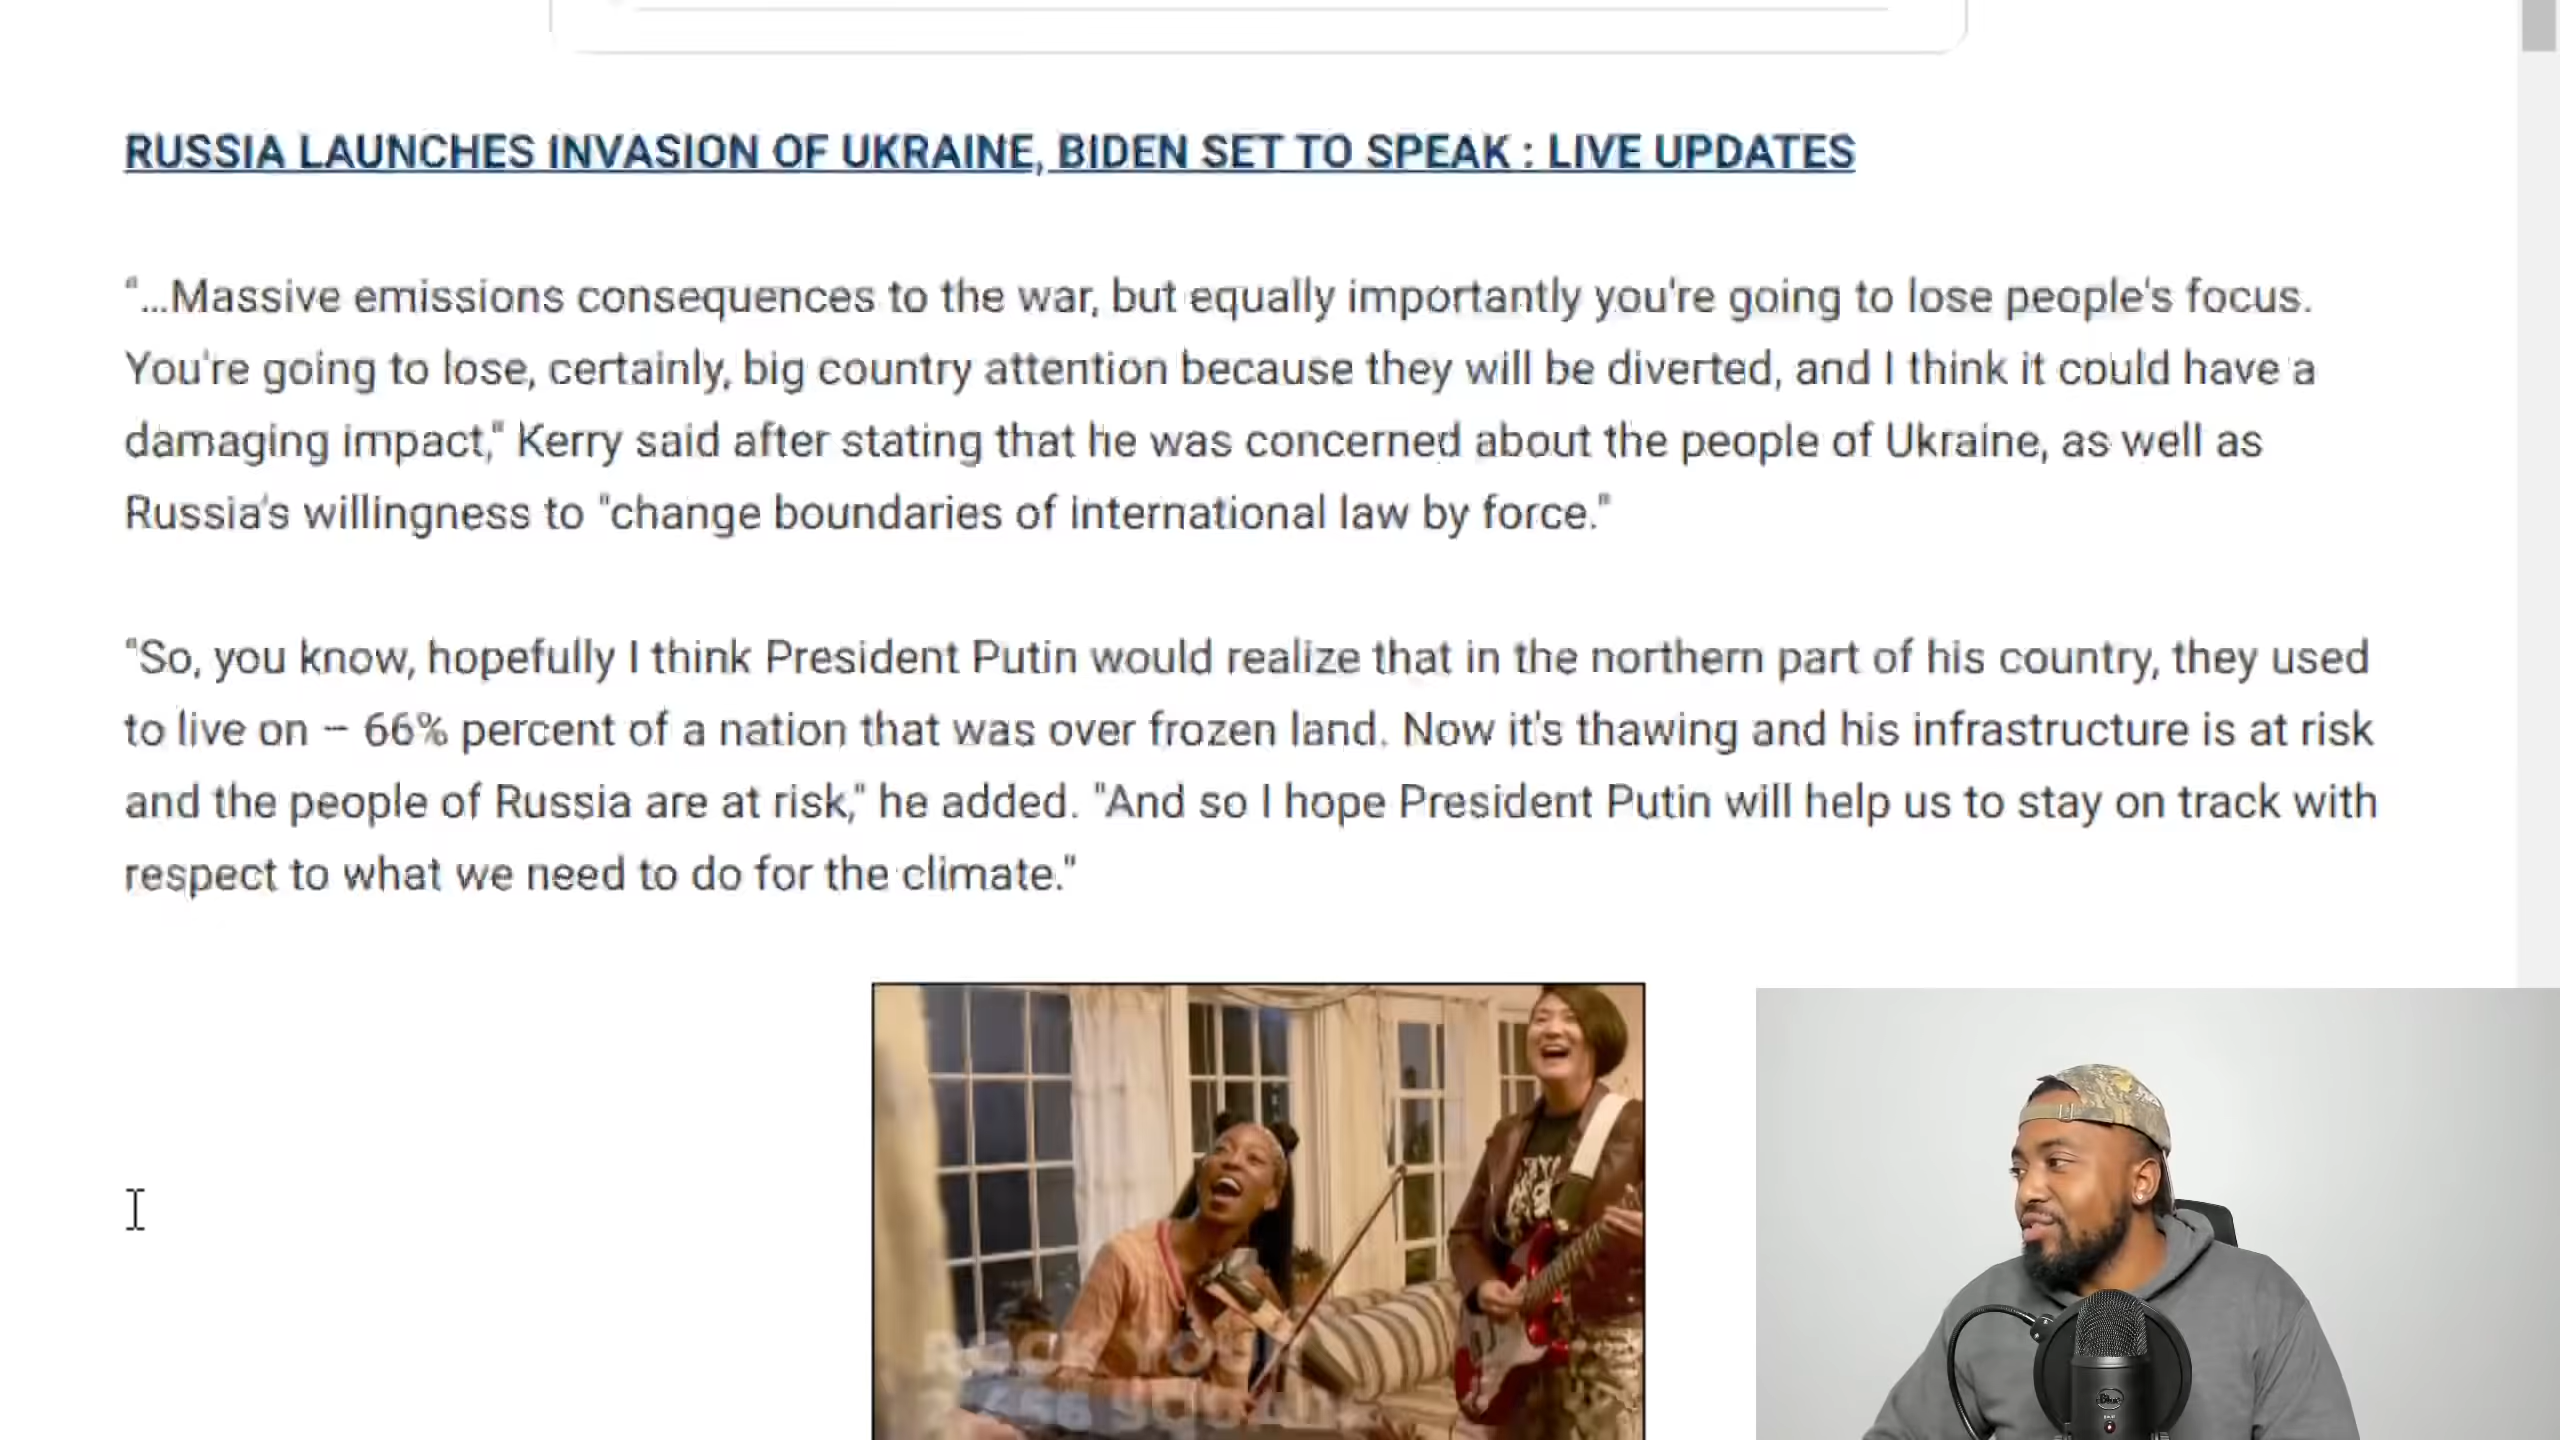 RUSSIA LAUNCHES INVASION OF UKRAINE, BIDEN SET TO SPEAK : LIVE UPDATES
"...Massive emissions consequences to the war, but equally importantly you're going to lose people's focus.
You're going to lose, certainly, big country attention because they will be diverted, and I think it could have a
damaging impact," Kerry said after stating that he was concerned about the people of Ukraine, as well as
Russia's willingness to "change boundaries of international law by force."
"So, you know, hopefully I think President Putin would realize that in the northern part of his country, they used
to live on – 66% percent of a nation that was over frozen land. Now it's thawing and his infrastructure is at risk
and the people of Russia are at risk," he added. "And so I hope President Putin will help us to stay on track with
respect to what we need to do for the climate."